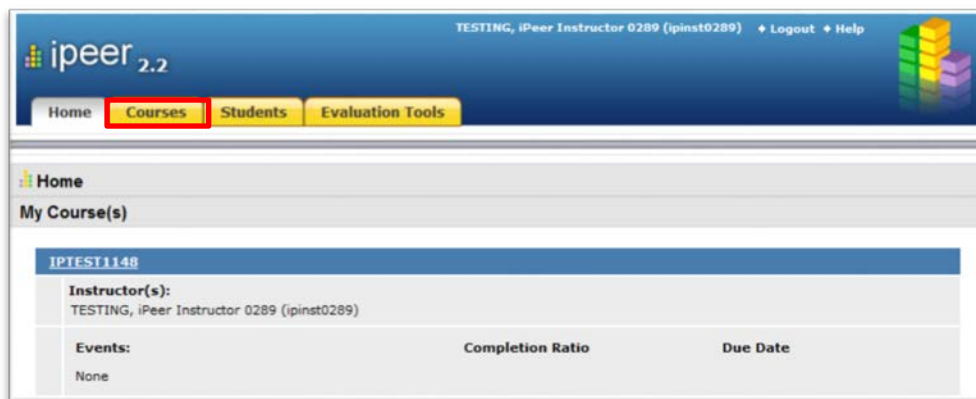 TESTING, iPeer Instructor 0289 (ipinst0289) Logout Help
ipeer 2.2
Home Courses Students Evaluation Tools
Home
My Course(s)
IPTEST1148
Instructor(s):
TESTING, iPeer Instructor 0289 (ipinst0289)
Events: Completion Ratio Due Date
None